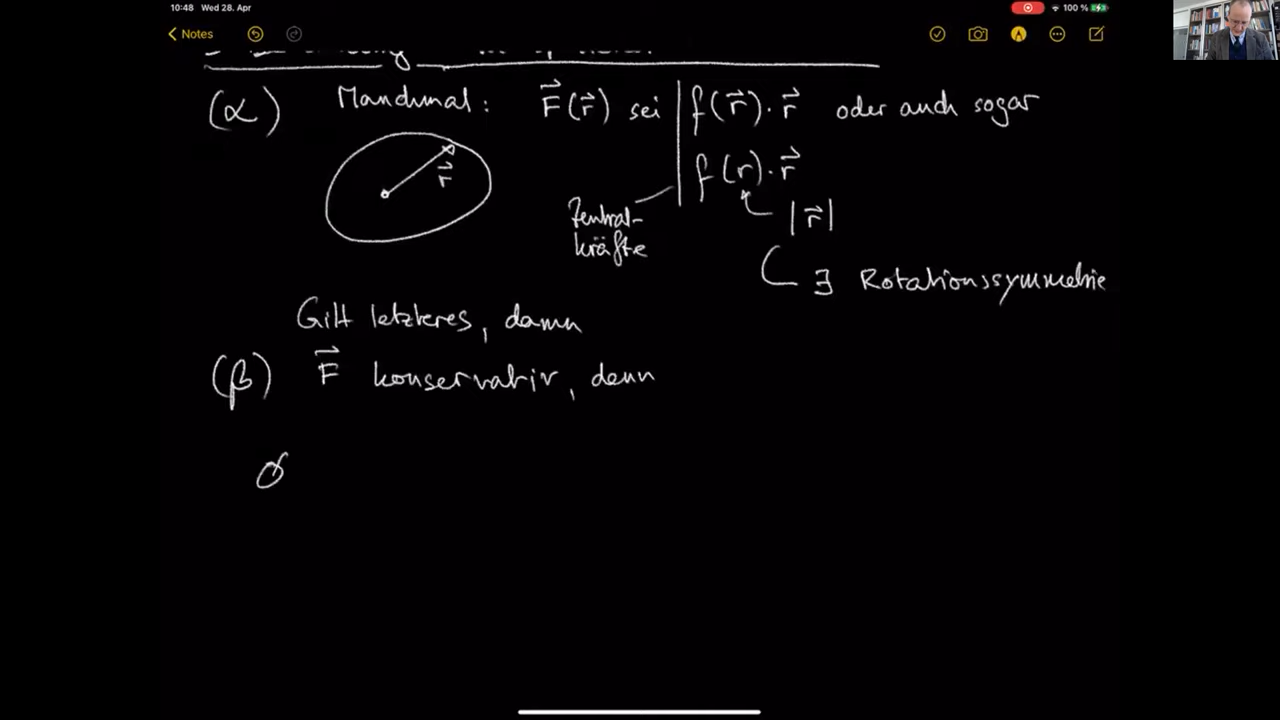 10:48 Wed 28. Apr
100 %
Notes
(α) Manchmal: F⃗(r⃗) sei | f(r⃗)·r⃗ oder auch sogar
f(r)·r⃗
r⃗
Zentral-
kräfte
|r⃗|
∃ Rotationssymmetrie
Gilt letzteres, dann
(β) F⃗ konservativ, denn